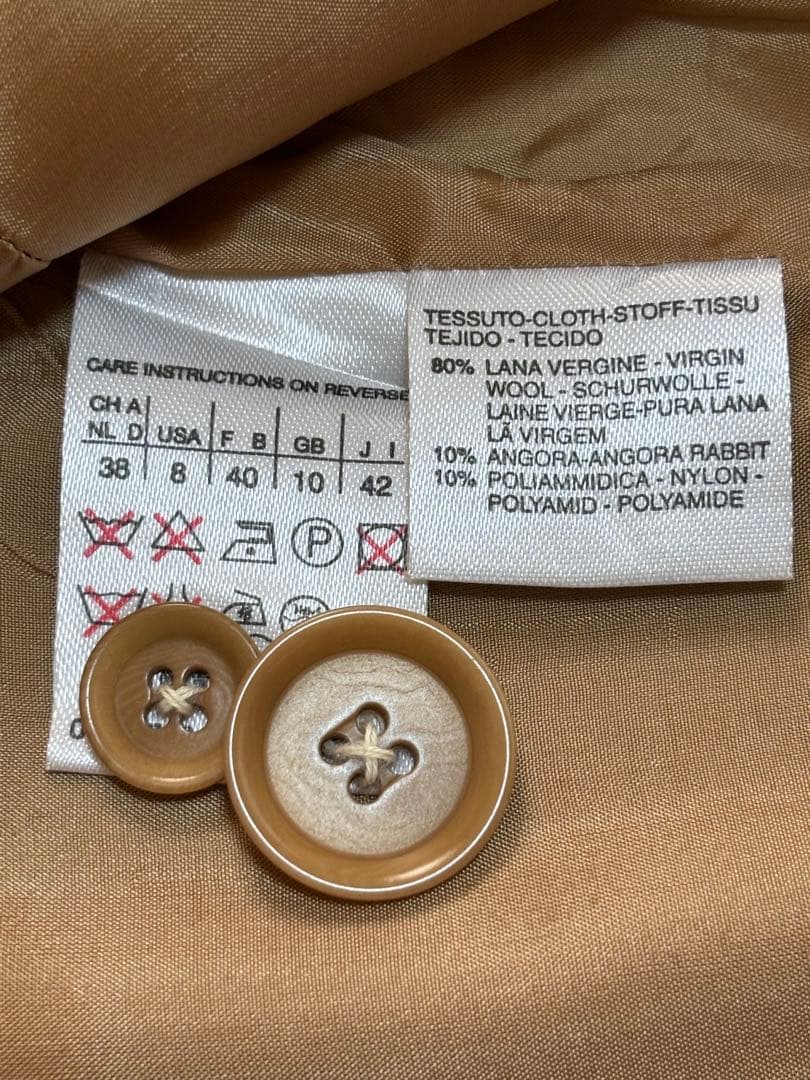 CARE INSTRUCTIONS ON REVERSE
CH A
NL D USA F B GB J I
38 8 40 10 42
P
TESSUTO-CLOTH-STOFF-TISSU
TEJIDO - TECIDO
80% LANA VERGINE - VIRGIN
WOOL - SCHURWOLLE -
LAINE VIERGE-PURA LANA
LÃ VIRGEM
10% ANGORA-ANGORA RABBIT
10% POLIAMMIDICA - NYLON -
POLYAMID - POLYAMIDE